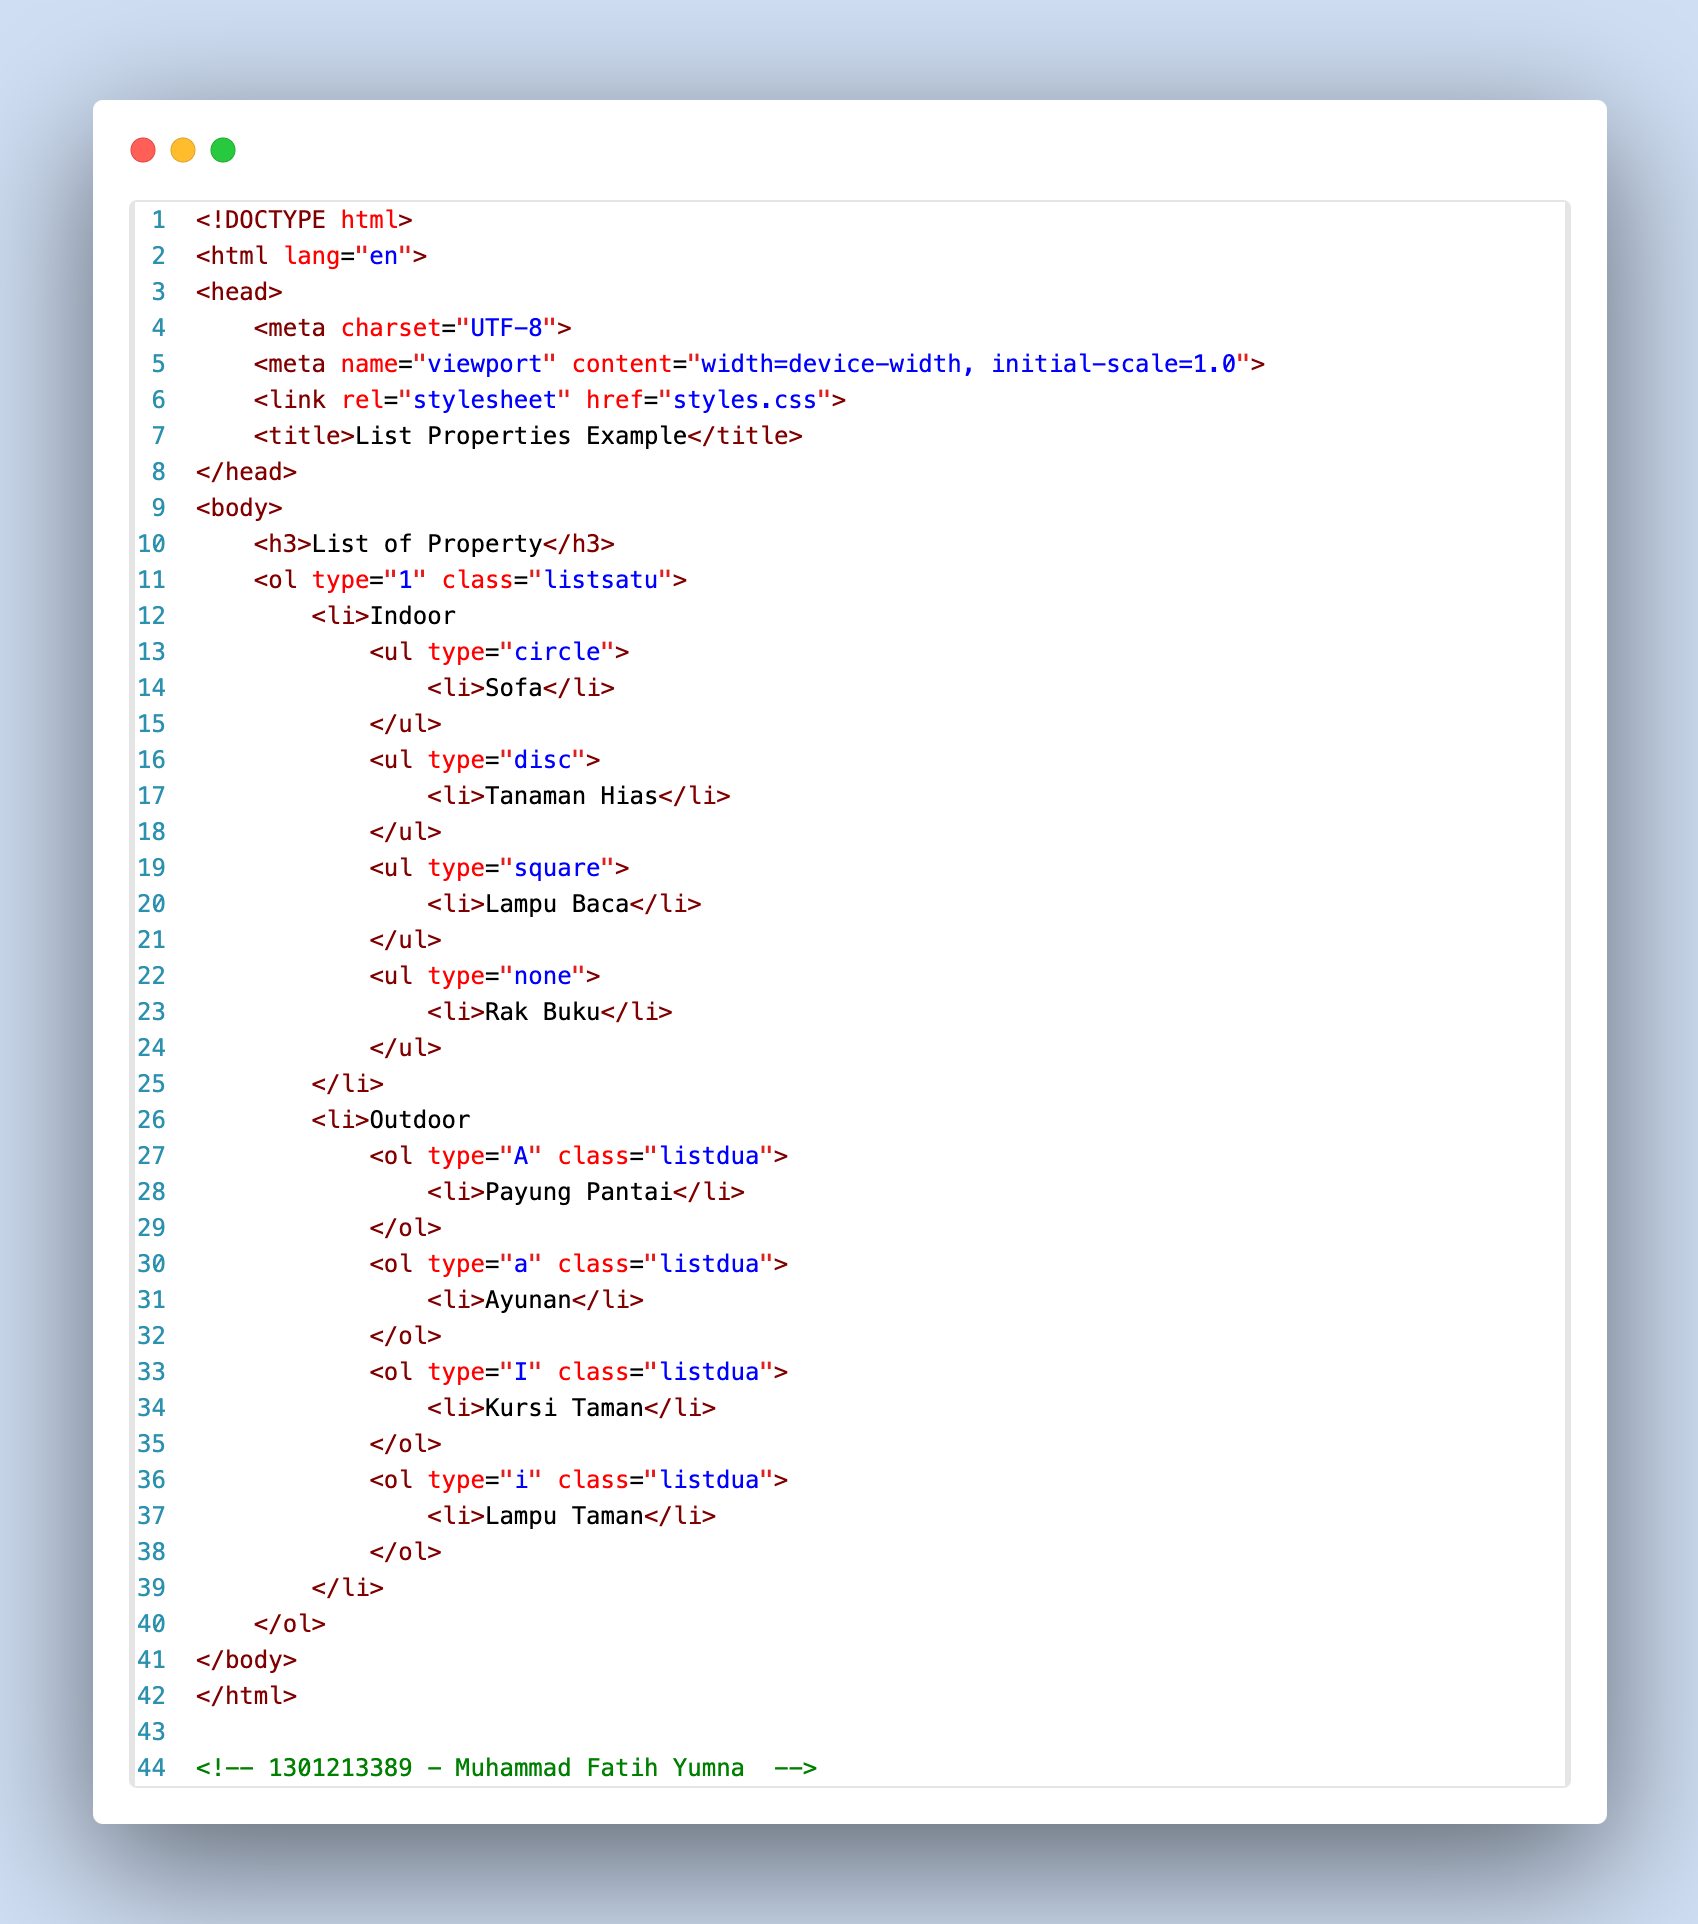 1 <!DOCTYPE html>
2 <html lang="en">
3 <head>
4     <meta charset="UTF-8">
5     <meta name="viewport" content="width=device-width, initial-scale=1.0">
6     <link rel="stylesheet" href="styles.css">
7     <title>List Properties Example</title>
8 </head>
9 <body>
10     <h3>List of Property</h3>
11     <ol type="1" class="listsatu">
12         <li>Indoor
13             <ul type="circle">
14                 <li>Sofa</li>
15             </ul>
16             <ul type="disc">
17                 <li>Tanaman Hias</li>
18             </ul>
19             <ul type="square">
20                 <li>Lampu Baca</li>
21             </ul>
22             <ul type="none">
23                 <li>Rak Buku</li>
24             </ul>
25         </li>
26         <li>Outdoor
27             <ol type="A" class="listdua">
28                 <li>Payung Pantai</li>
29             </ol>
30             <ol type="a" class="listdua">
31                 <li>Ayunan</li>
32             </ol>
33             <ol type="I" class="listdua">
34                 <li>Kursi Taman</li>
35             </ol>
36             <ol type="i" class="listdua">
37                 <li>Lampu Taman</li>
38             </ol>
39         </li>
40     </ol>
41 </body>
42 </html>
43
44 <!-- 1301213389 - Muhammad Fatih Yumna  -->